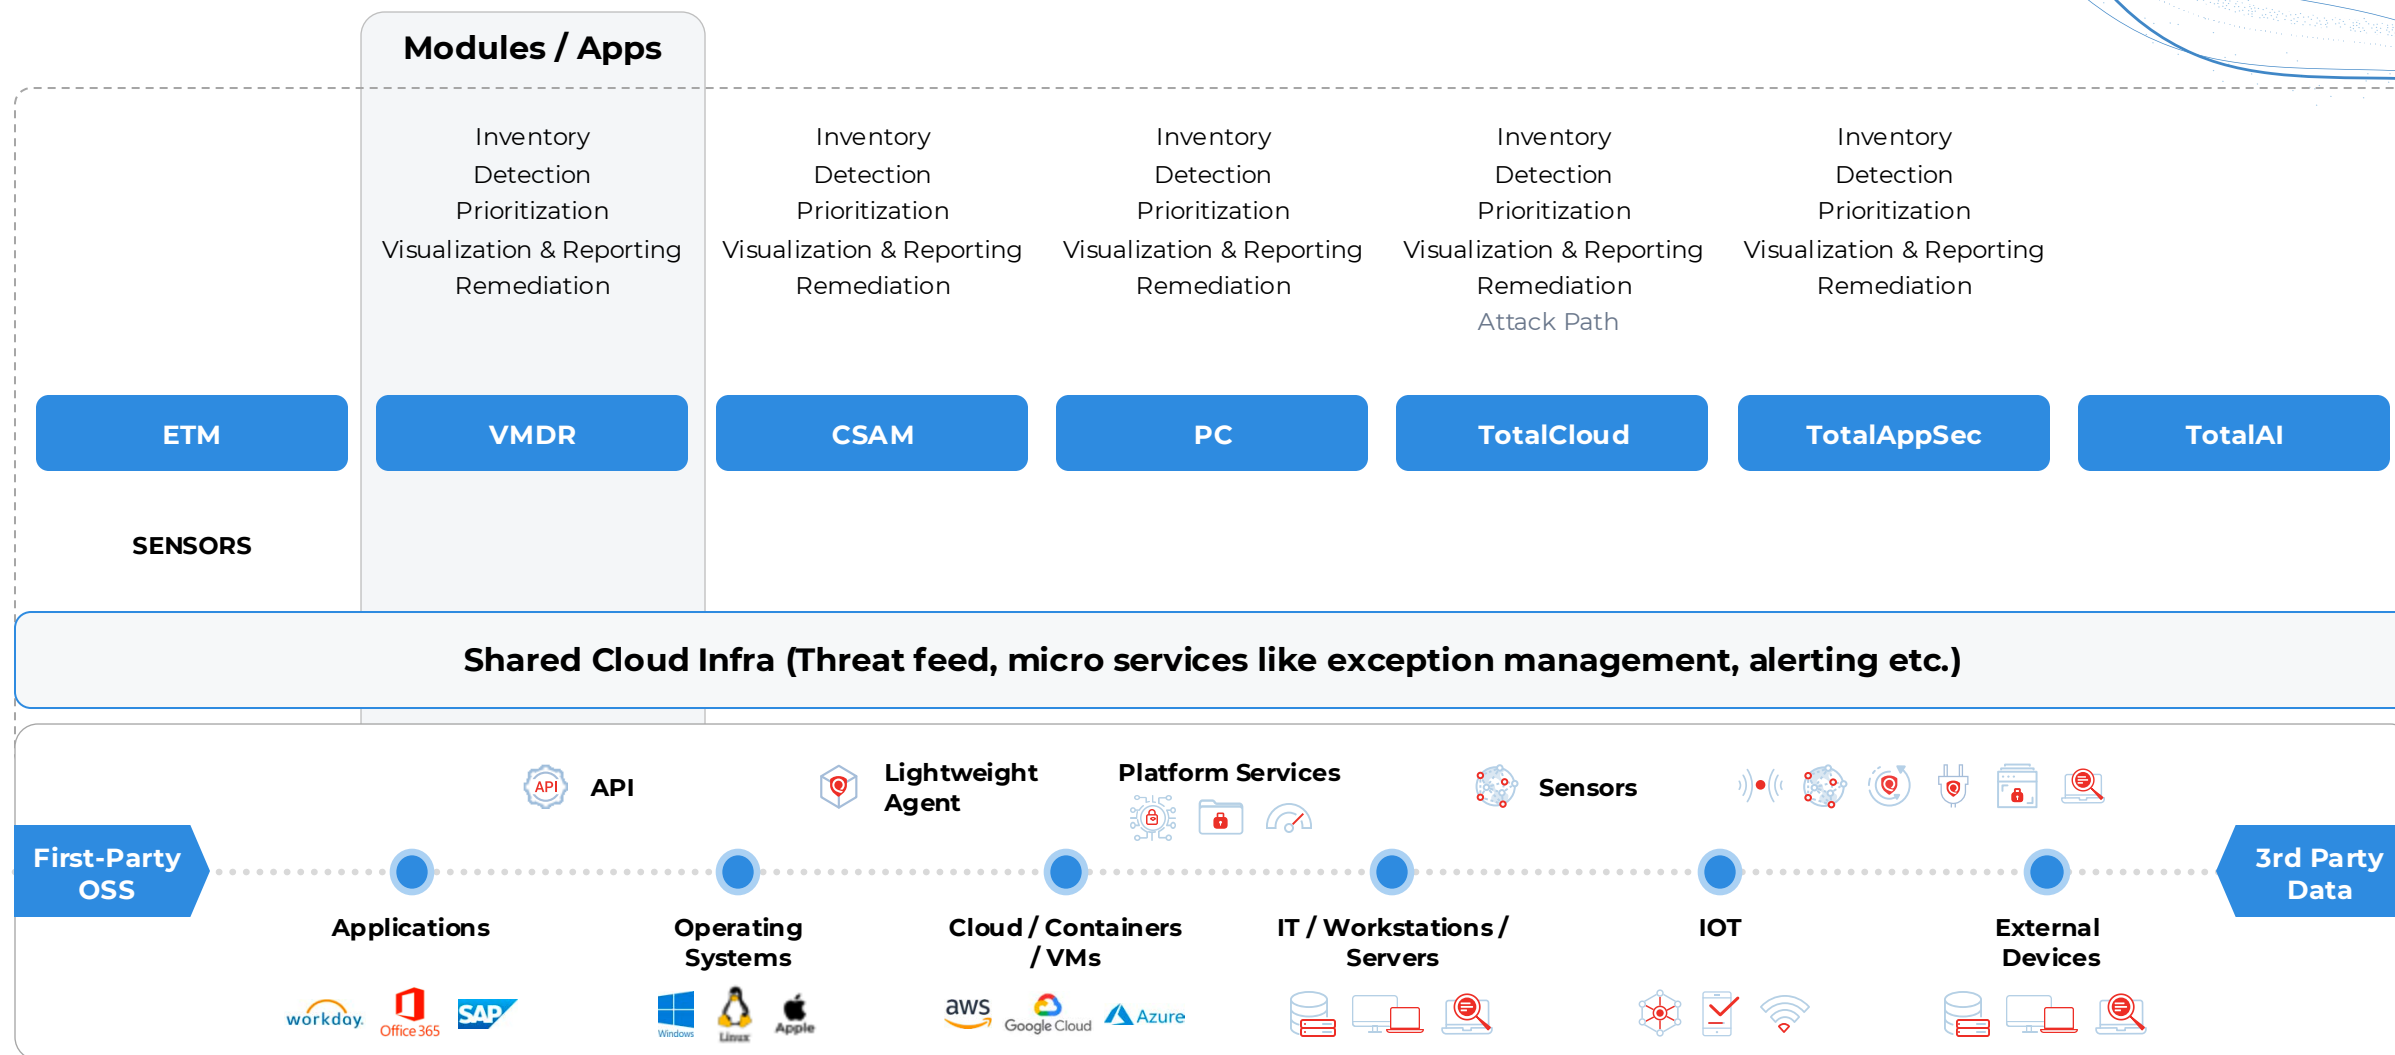 Modules / Apps
Inventory
Detection
Prioritization
Visualization & Reporting
Remediation
Inventory
Detection
Prioritization
Visualization & Reporting
Remediation
Inventory
Detection
Prioritization
Visualization & Reporting
Remediation
Inventory
Detection
Prioritization
Visualization & Reporting
Remediation
Attack Path
Inventory
Detection
Prioritization
Visualization & Reporting
Remediation
ETM
VMDR
CSAM
PC
TotalCloud
TotalAppSec
TotalAI
SENSORS
Shared Cloud Infra (Threat feed, micro services like exception management, alerting etc.)
API
API
Lightweight
Agent
Platform Services
Sensors
First-Party
OSS
3rd Party
Data
Applications
Operating
Systems
Cloud / Containers
/ VMs
IT / Workstations /
Servers
IOT
External
Devices
workday.
Office 365
SAP
Windows
Linux
Apple
aws
Google Cloud
Azure